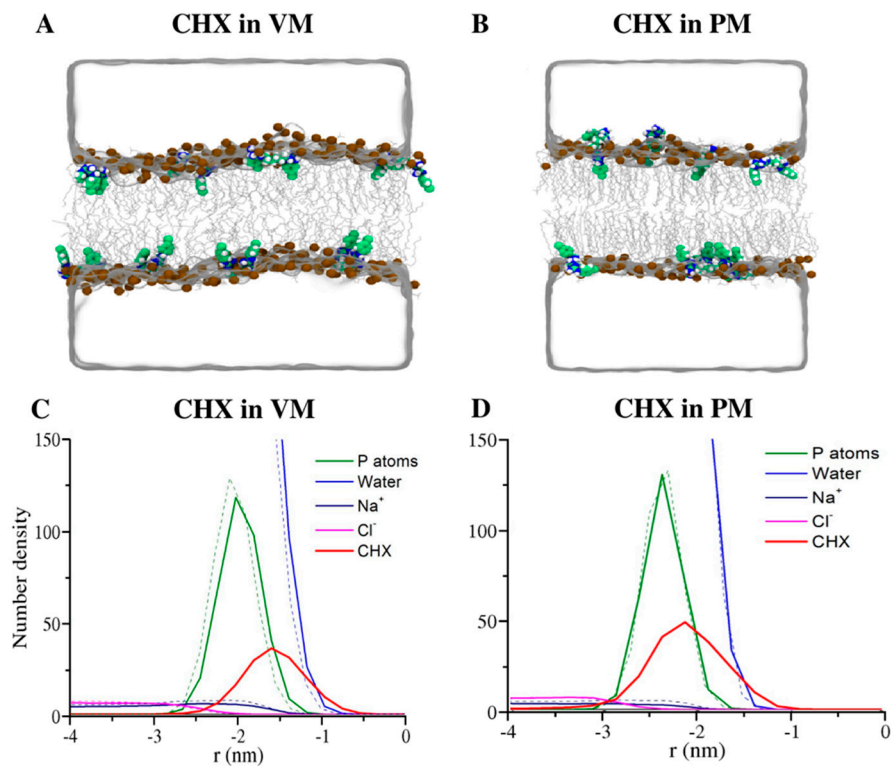 A CHX in VM
B CHX in PM
C CHX in VM
Number density
150
100
50
0
-4 -3 -2 -1 0
r (nm)
P atoms
Water
Na⁺
Cl⁻
CHX
D CHX in PM
150
100
50
0
-4 -3 -2 -1 0
r (nm)
P atoms
Water
Na⁺
Cl⁻
CHX